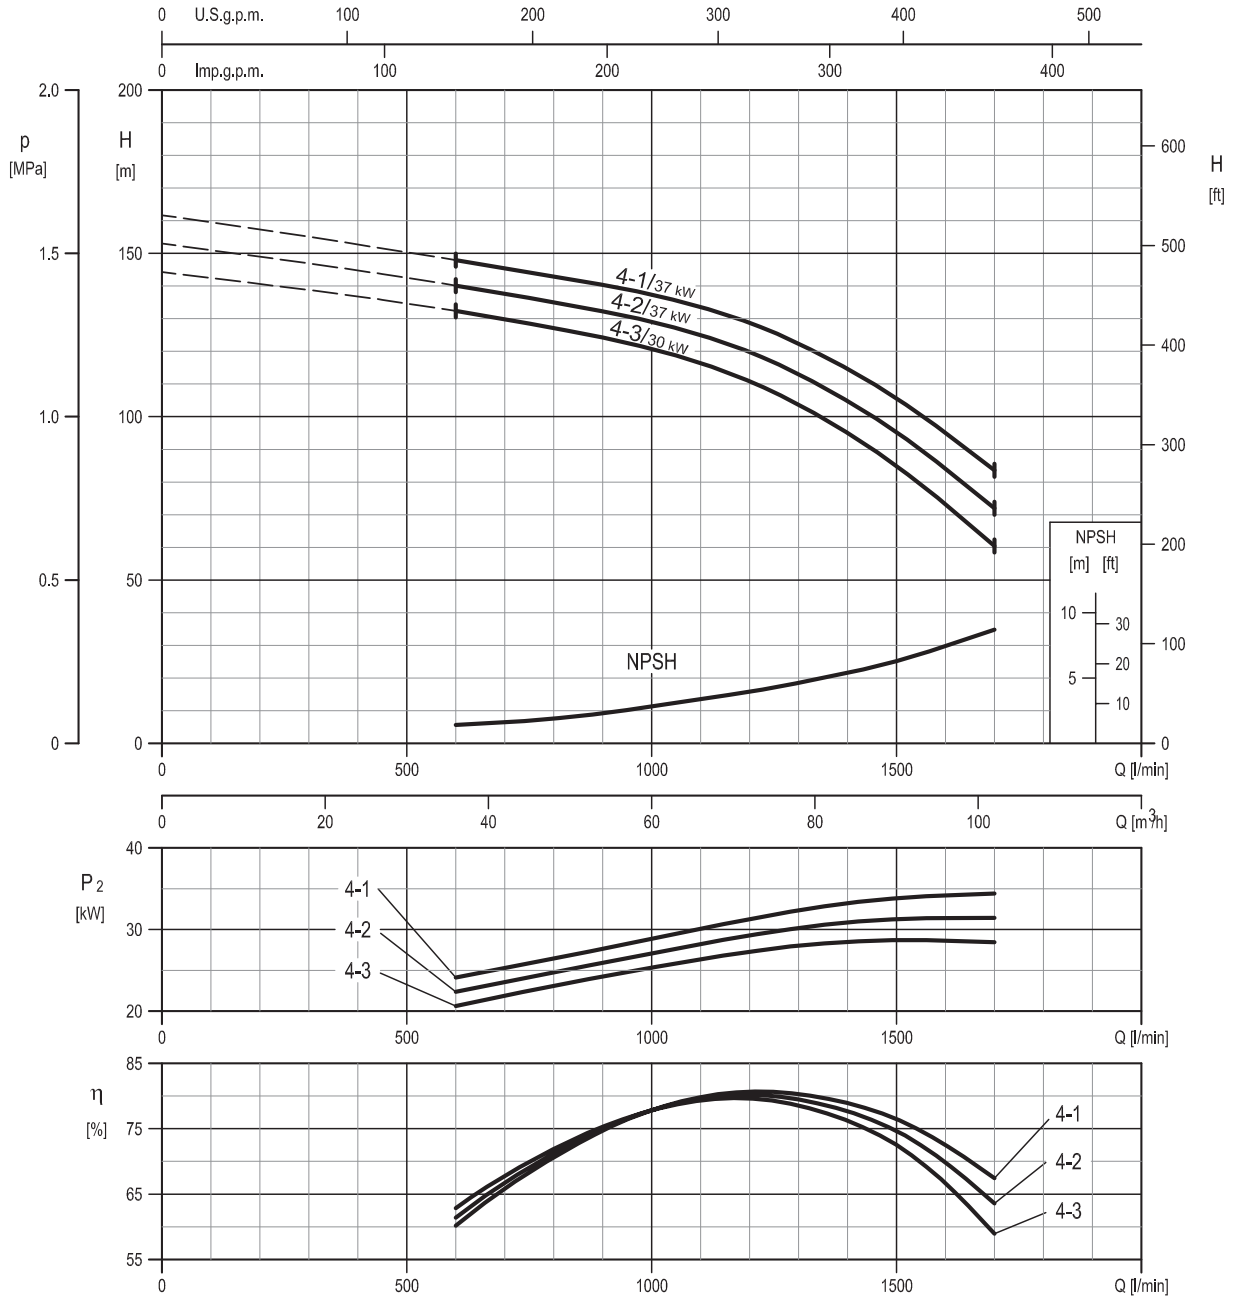 0 U.S.g.p.m. 100 200 300 400 500
0 Imp.g.p.m. 100 200 300 400
2.0 200
p H
[MPa] [m]
600
H
[ft]
1.5 150 500
4-1/37 kW
4-2/37 kW
4-3/30 kW
400
1.0 100
300
NPSH
[m] [ft]
200
0.5 50
10
30
NPSH
20
5
10
100
0 0 0
0 500 1000 1500 Q [l/min]
0 20 40 60 80 100 Q [m³h]
40
P2
[kW]
4-1
30
4-2
4-3
20
0 500 1000 1500 Q [l/min]
85
η
[%]
75
4-1
4-2
65
4-3
55
0 500 1000 1500 Q [l/min]